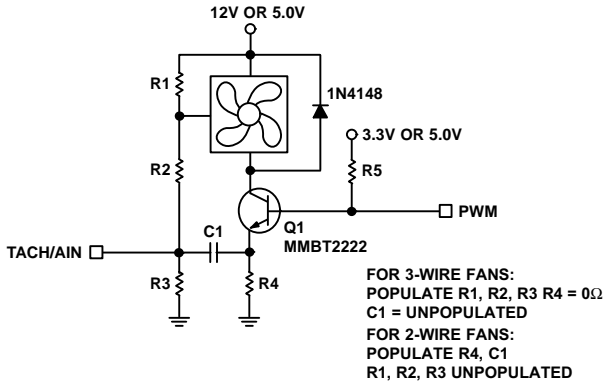 12V OR 5.0V
R1
1N4148
3.3V OR 5.0V
R2
R5
PWM
C1
Q1
MMBT2222
TACH/AIN
R3
R4
FOR 3-WIRE FANS:
POPULATE R1, R2, R3 R4 = 0Ω
C1 = UNPOPULATED
FOR 2-WIRE FANS:
POPULATE R4, C1
R1, R2, R3 UNPOPULATED